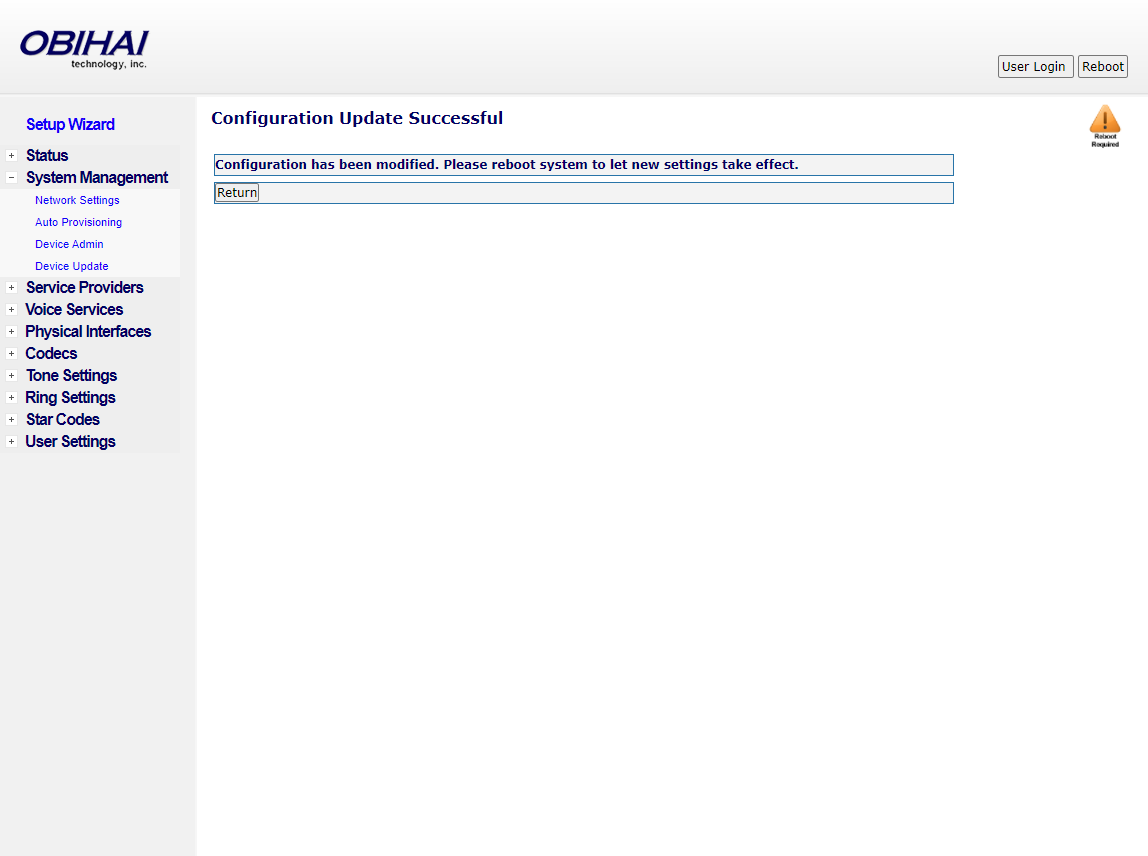 OBIHAI
technology, inc.
User Login Reboot
Setup Wizard
Status
System Management
Network Settings
Auto Provisioning
Device Admin
Device Update
Service Providers
Voice Services
Physical Interfaces
Codecs
Tone Settings
Ring Settings
Star Codes
User Settings
Configuration Update Successful
Reboot
Required
Configuration has been modified. Please reboot system to let new settings take effect.
Return